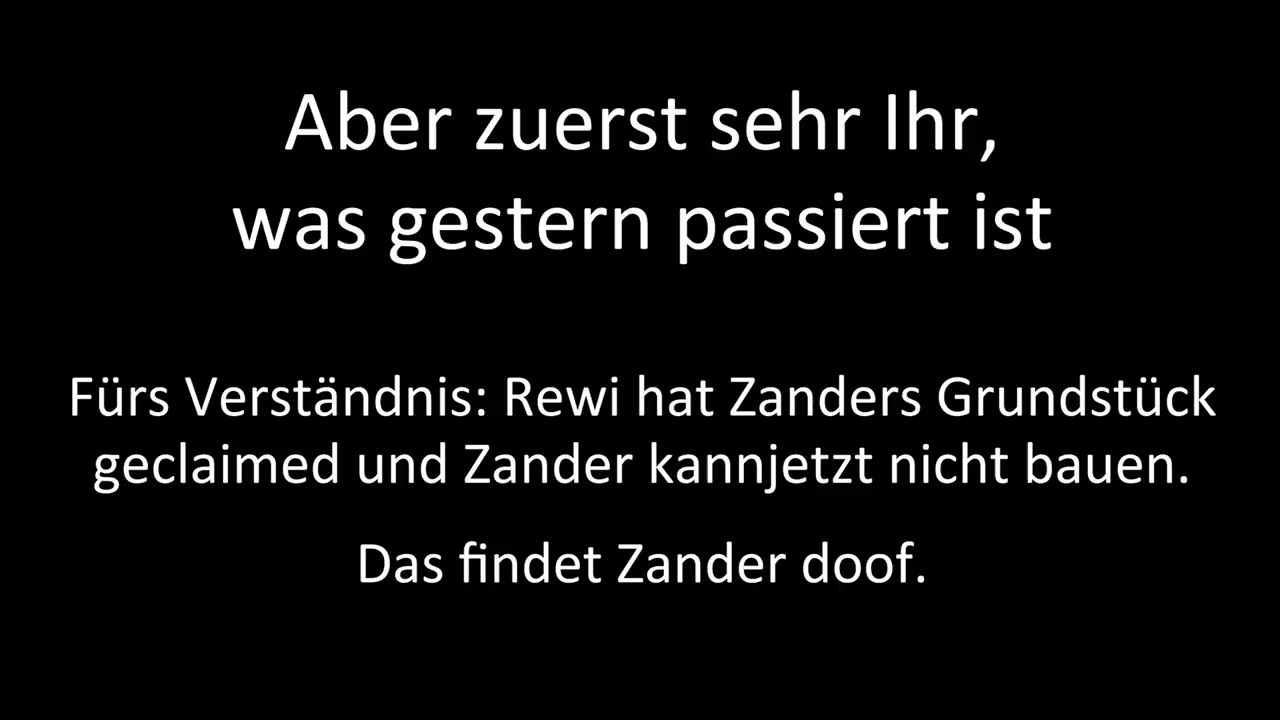 Aber zuerst sehr Ihr,
was gestern passiert ist
Fürs Verständnis: Rewi hat Zanders Grundstück
geclaimed und Zander kannjetzt nicht bauen.
Das findet Zander doof.